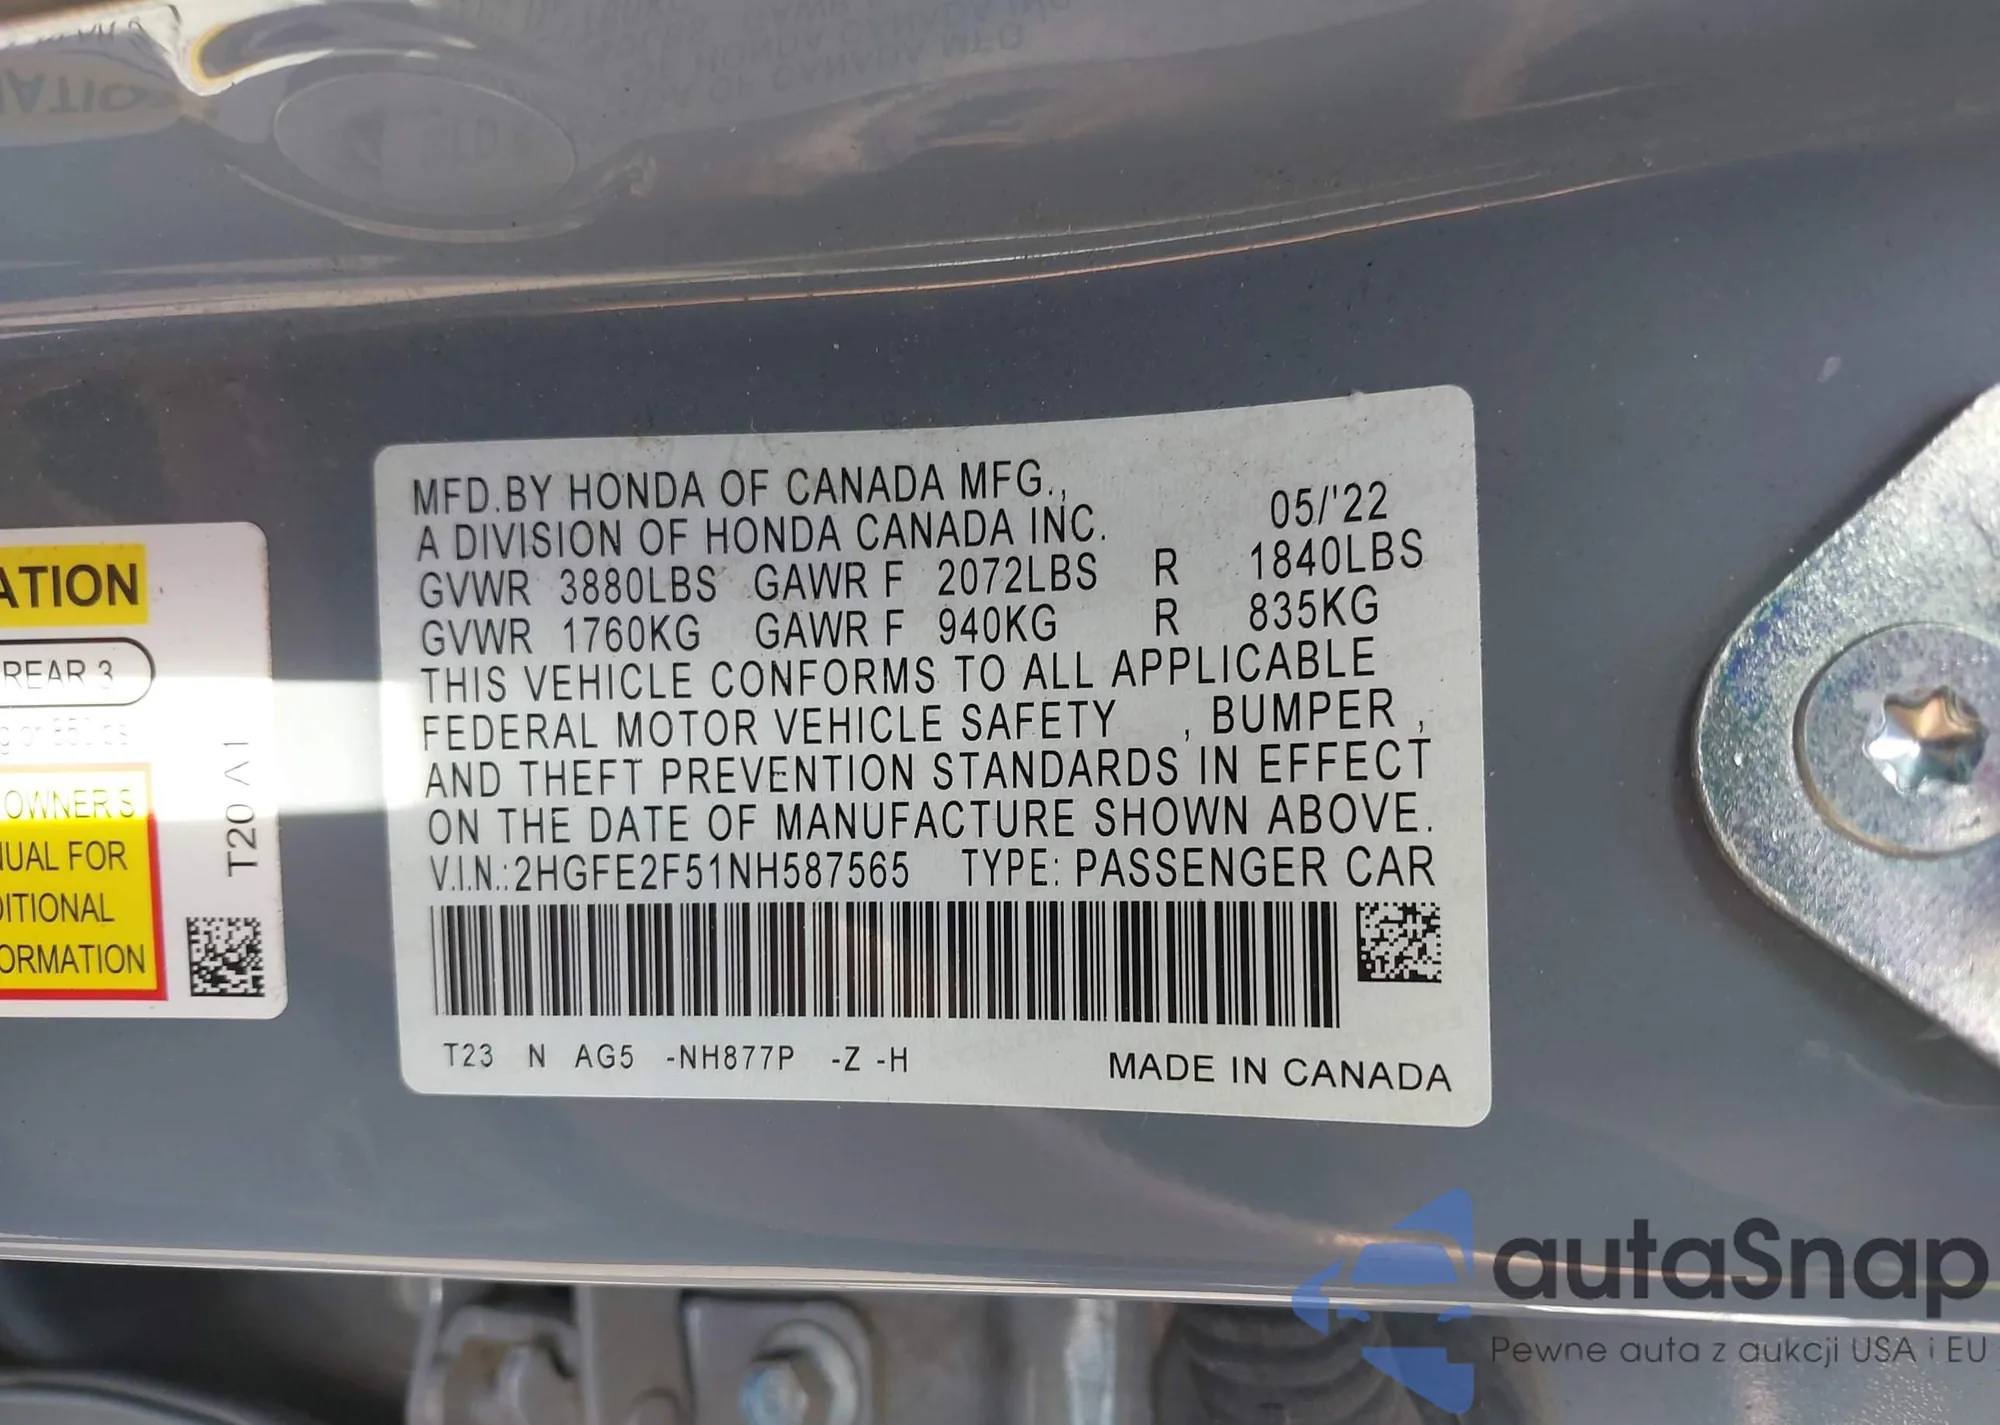 MFD.BY HONDA OF CANADA MFG.,
A DIVISION OF HONDA CANADA INC. 05/'22
GVWR 3880LBS GAWR F 2072LBS R 1840LBS
GVWR 1760KG GAWR F 940KG R 835KG
THIS VEHICLE CONFORMS TO ALL APPLICABLE
FEDERAL MOTOR VEHICLE SAFETY , BUMPER ,
AND THEFT PREVENTION STANDARDS IN EFFECT
ON THE DATE OF MANUFACTURE SHOWN ABOVE.
V.I.N.:2HGFE2F51NH587565 TYPE: PASSENGER CAR
T23 N AG5 -NH877P -Z -H MADE IN CANADA
ATION
REAR 3
OWNER'S
NUAL FOR
DITIONAL
ORMATION
T20 A1
autaSnap
Pewne auta z aukcji USA i EU